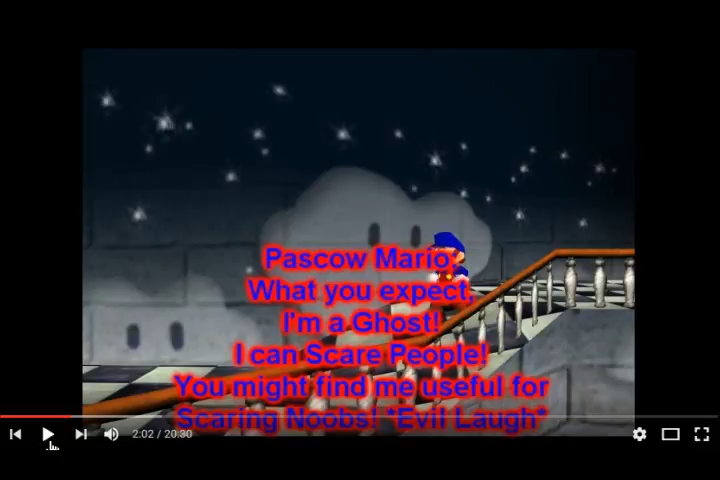 Pascow Mario:
What you expect,
I'm a Ghost!
I can Scare People!
You might find me useful for
Scaring Noobs! *Evil Laugh*
2:02 / 20:30